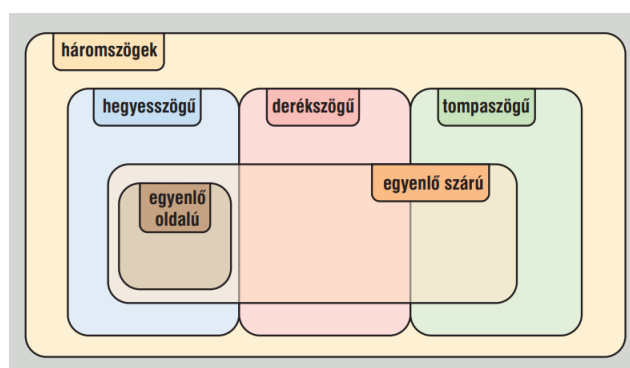 háromszögek
hegyesszögű
derékszögű
tompaszögű
egyenlő szárú
egyenlő
oldalú